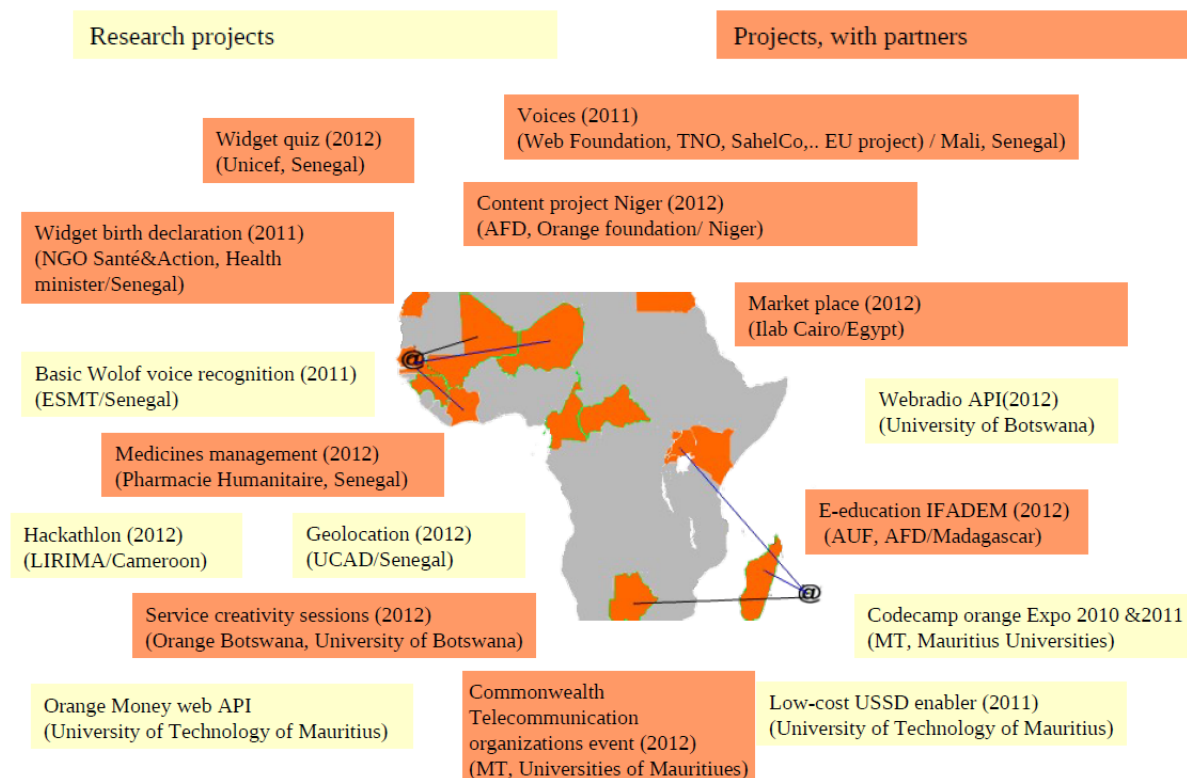 Research projects
Projects, with partners
Voices (2011)
(Web Foundation, TNO, SahelCo,.. EU project) / Mali, Senegal)
Widget quiz (2012)
(Unicef, Senegal)
Content project Niger (2012)
(AFD, Orange foundation/ Niger)
Widget birth declaration (2011)
(NGO Santé&Action, Health
minister/Senegal)
Market place (2012)
(Ilab Cairo/Egypt)
@
Basic Wolof voice recognition (2011)
(ESMT/Senegal)
Webradio API(2012)
(University of Botswana)
Medicines management (2012)
(Pharmacie Humanitaire, Senegal)
E-education IFADEM (2012)
(AUF, AFD/Madagascar)
Hackathlon (2012)
(LIRIMA/Cameroon)
Geolocation (2012)
(UCAD/Senegal)
@
Service creativity sessions (2012)
(Orange Botswana, University of Botswana)
Codecamp orange Expo 2010 &2011
(MT, Mauritius Universities)
Orange Money web API
(University of Technology of Mauritius)
Commonwealth
Telecommunication
organizations event (2012)
(MT, Universities of Mauritiues)
Low-cost USSD enabler (2011)
(University of Technology of Mauritius)